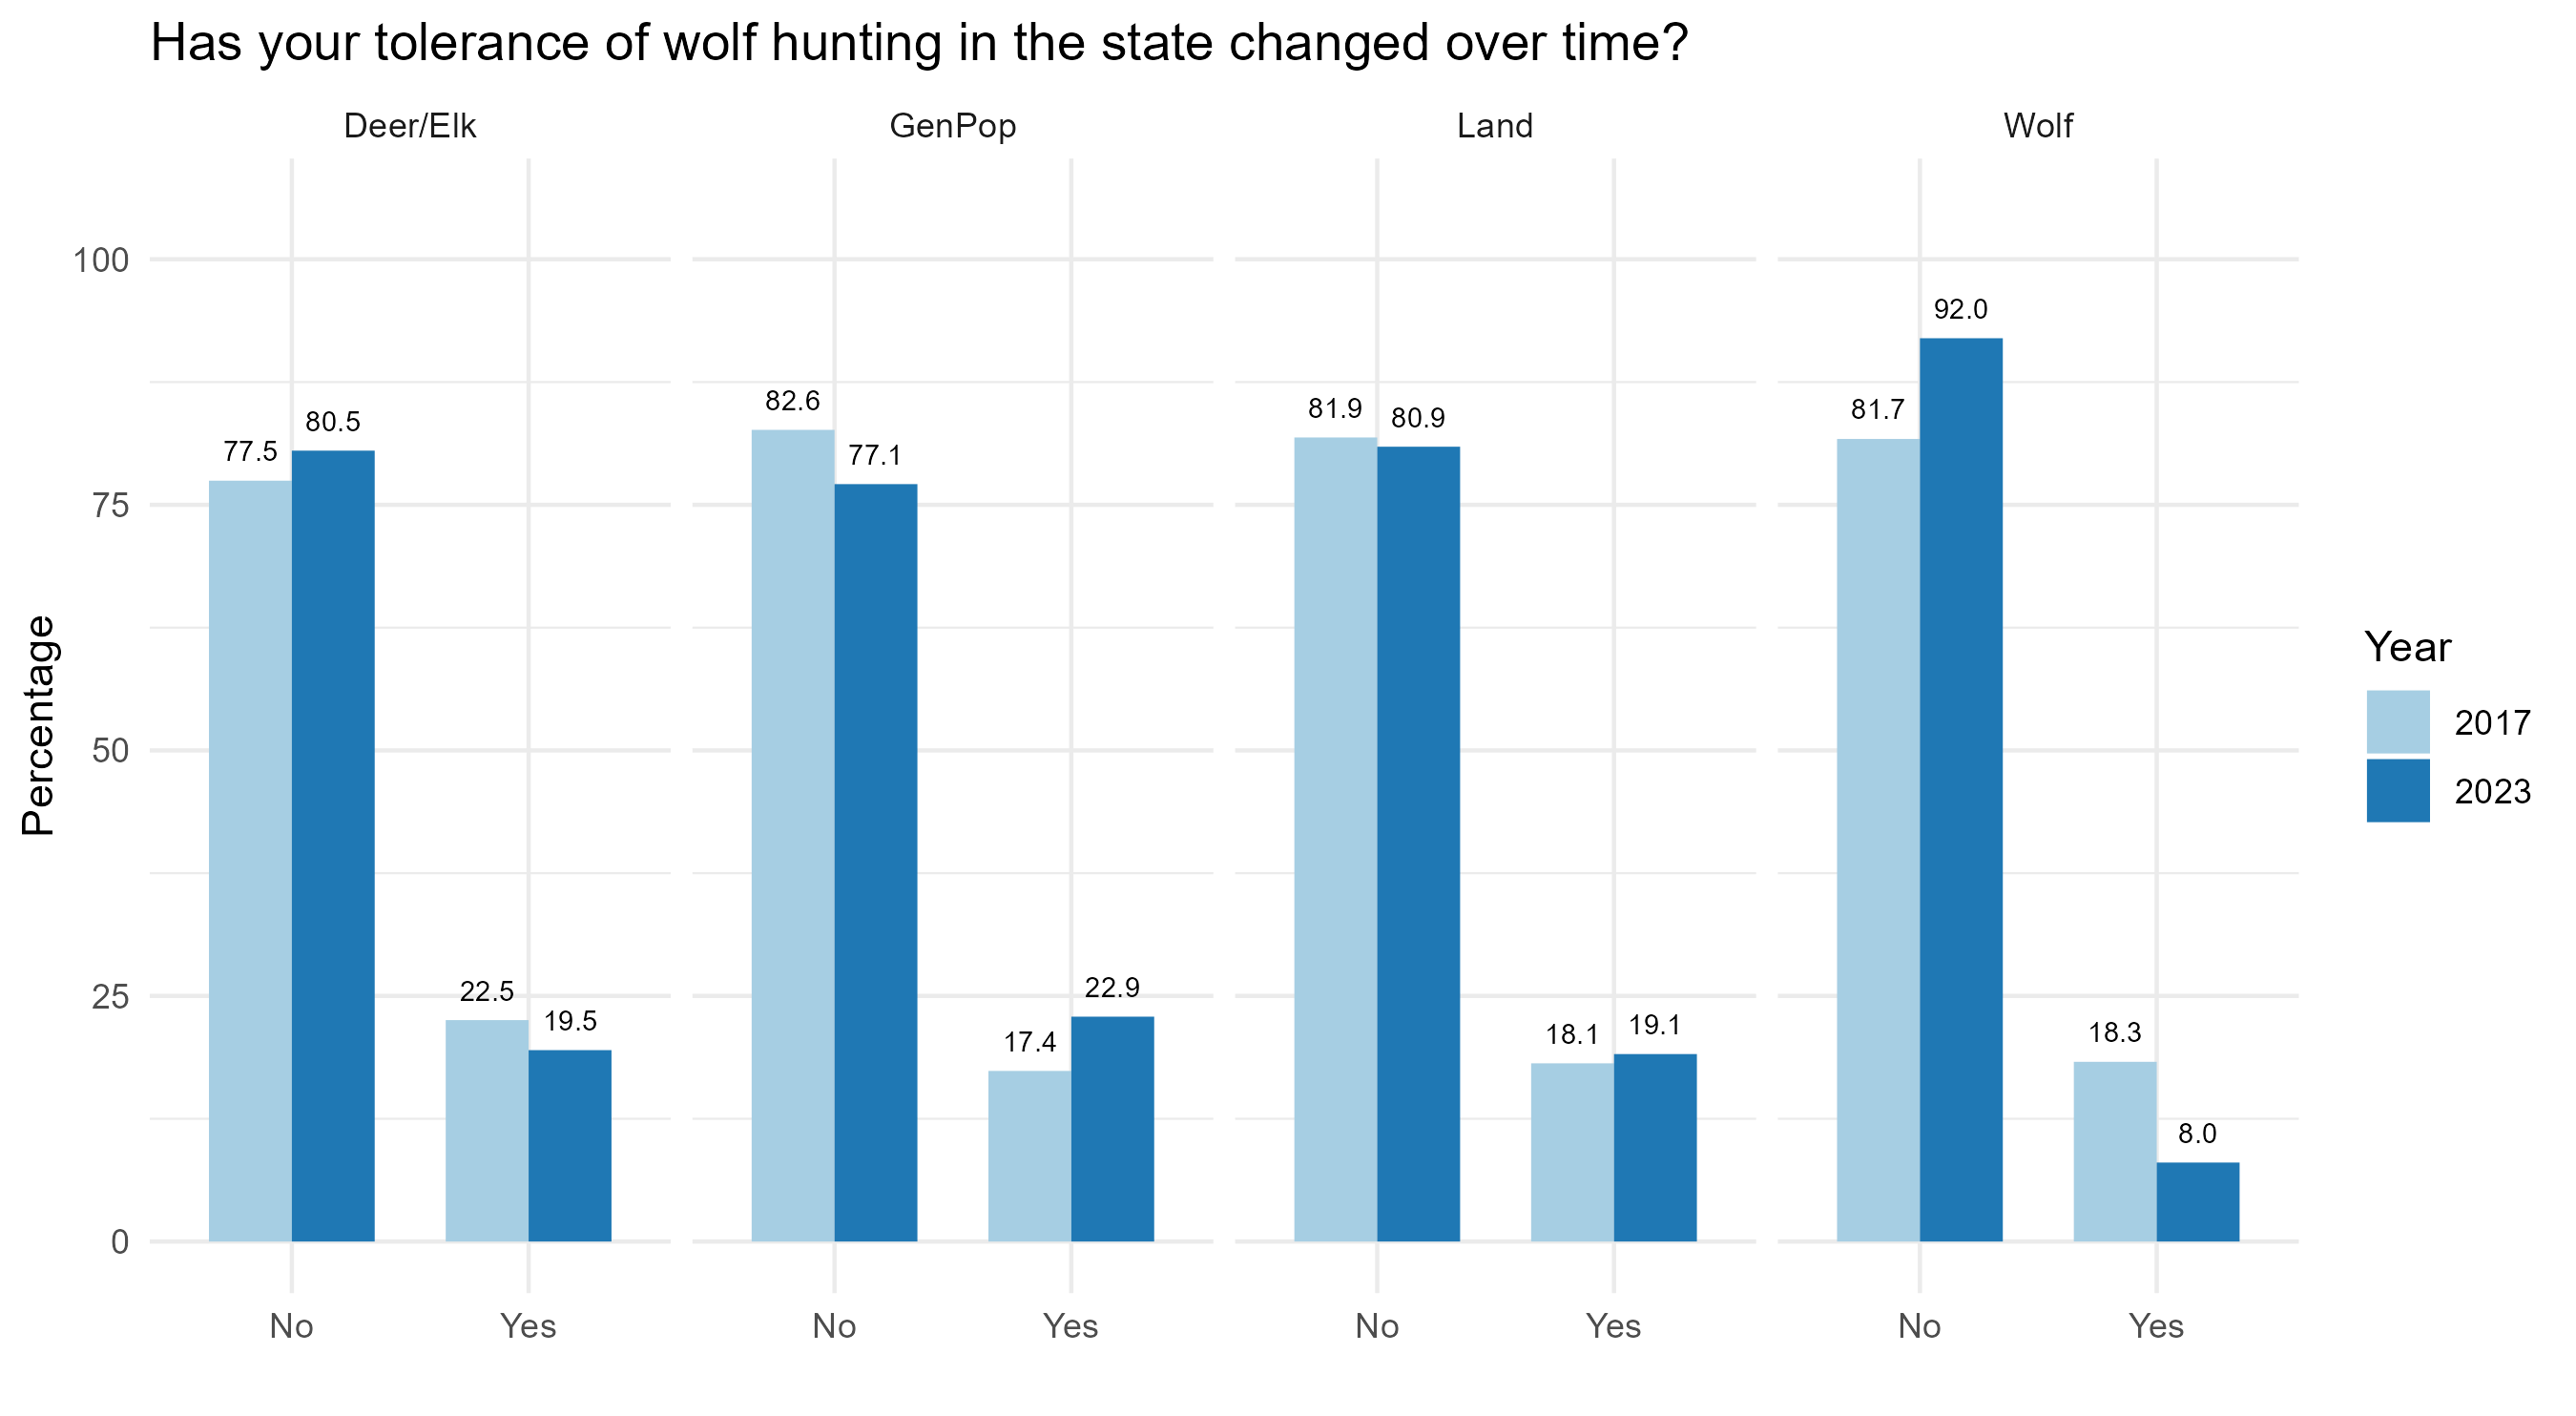 Has your tolerance of wolf hunting in the state changed over time?
Deer/Elk GenPop Land Wolf
100
75
50
25
0
Percentage
77.5 80.5 22.5 19.5
82.6 77.1 17.4 22.9
81.9 80.9 18.1 19.1
81.7 92.0 18.3 8.0
No Yes No Yes No Yes No Yes
Year
2017
2023